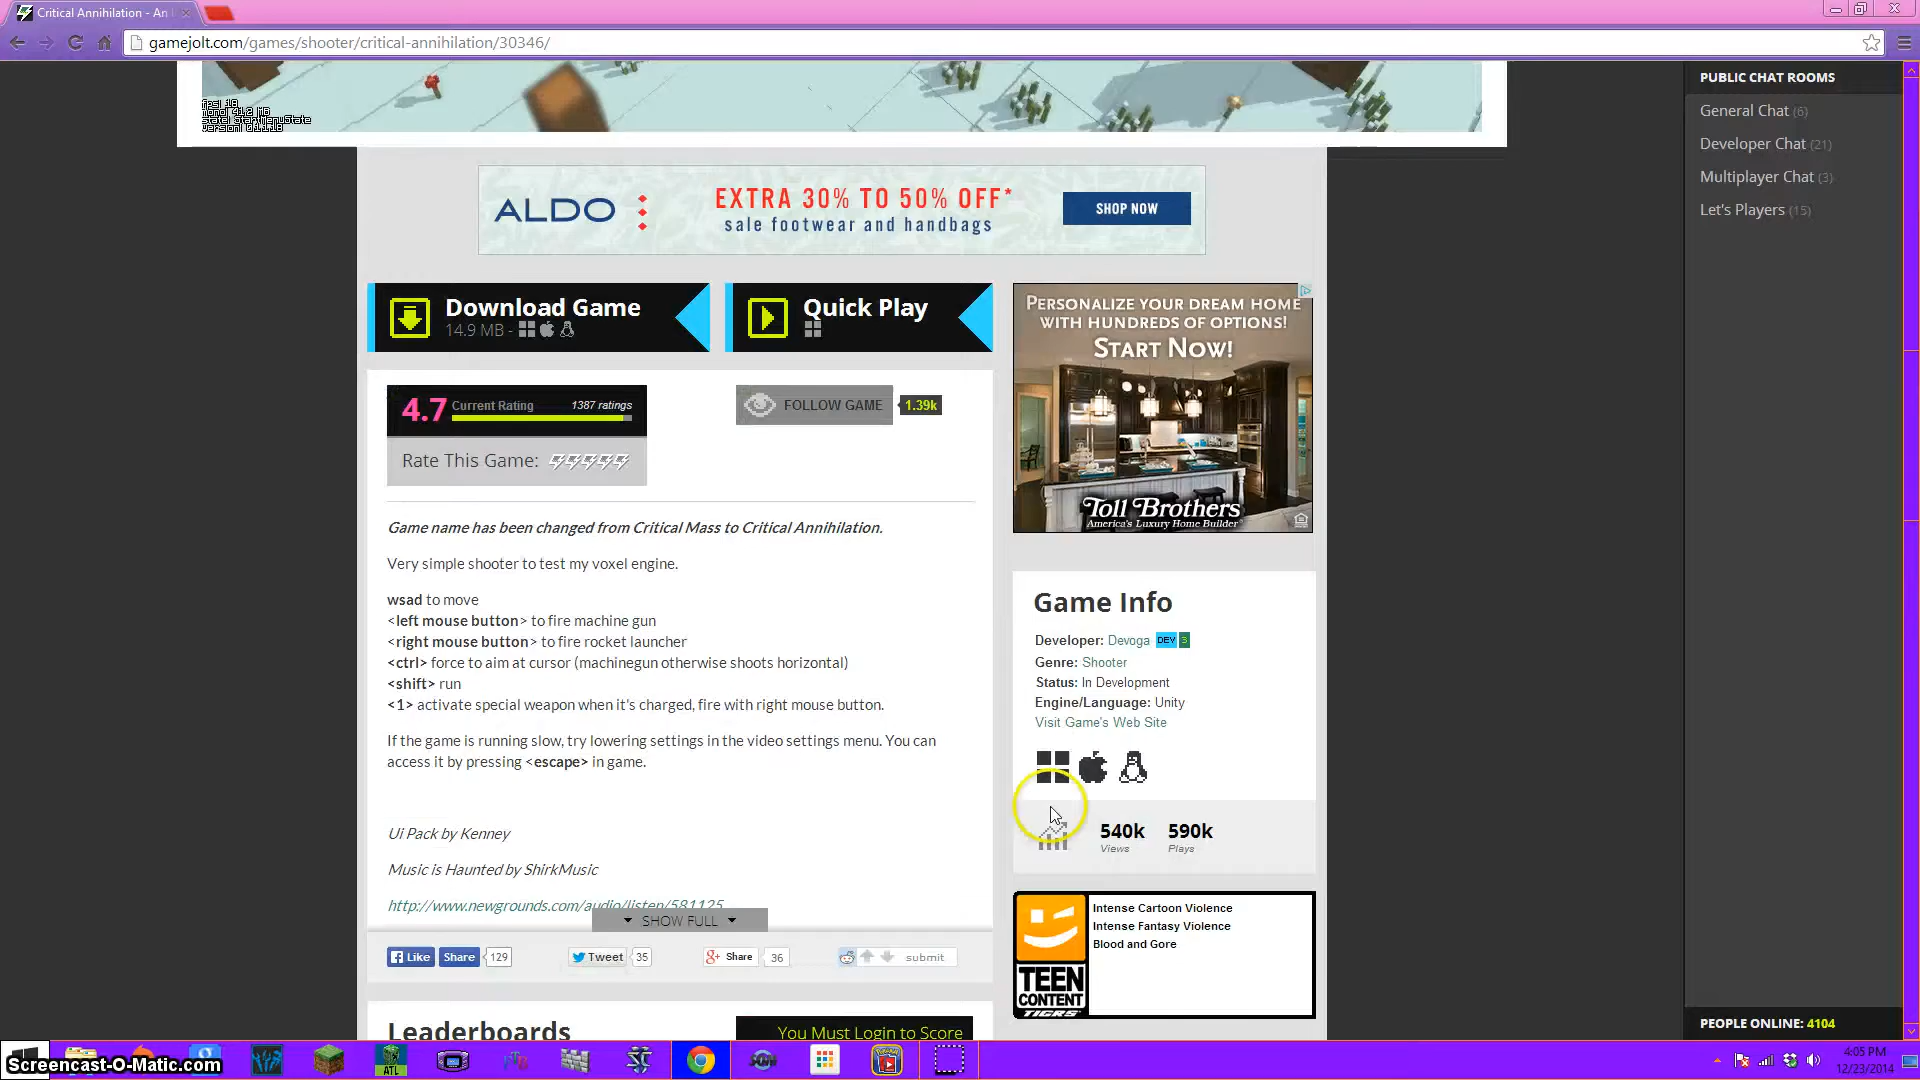 Critical Annihilation - An
gamejolt.com/games/shooter/critical-annihilation/30346/
PUBLIC CHAT ROOMS
General Chat (6)
Developer Chat (21)
Multiplayer Chat (3)
Let's Players (15)
ALDO
EXTRA 30% TO 50% OFF*
sale footwear and handbags
SHOP NOW
Download Game
14.9 MB -
Quick Play
PERSONALIZE YOUR DREAM HOME
WITH HUNDREDS OF OPTIONS!
START NOW!
Toll Brothers
America's Luxury Home Builder®
4.7 Current Rating 1387 ratings
Rate This Game:
FOLLOW GAME 1.39k
Game name has been changed from Critical Mass to Critical Annihilation.
Very simple shooter to test my voxel engine.
wsad to move
<left mouse button> to fire machine gun
<right mouse button> to fire rocket launcher
<ctrl> force to aim at cursor (machinegun otherwise shoots horizontal)
<shift> run
<1> activate special weapon when it's charged, fire with right mouse button.
If the game is running slow, try lowering settings in the video settings menu. You can
access it by pressing <escape> in game.
Ui Pack by Kenney
Music is Haunted by ShirkMusic
http://www.newgrounds.com/audio/listen/581125
SHOW FULL
Like Share 129
Tweet 35
Share 36
submit
Leaderboards
You Must Login to Score
Game Info
Developer: Devoga DEV 3
Genre: Shooter
Status: In Development
Engine/Language: Unity
Visit Game's Web Site
540k 590k
Views Plays
Intense Cartoon Violence
Intense Fantasy Violence
Blood and Gore
TEEN
CONTENT
TIGRS
PEOPLE ONLINE: 4104
Screencast-O-Matic.com
ATL
4:05 PM
12/23/2014